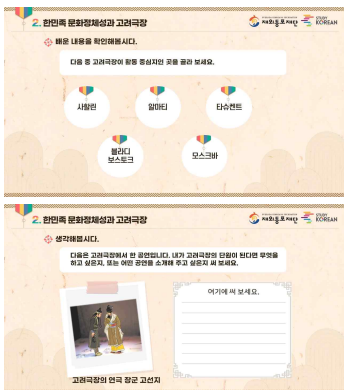 2. 한민족 문화정체성과 고려극장
재외동포재단
STUDY
KOREAN
배운 내용을 확인해봅시다.
다음 중 고려극장이 활동 중심지인 곳을 골라 보세요.
사할린
알마티
타슈켄트
블라디
보스토크
모스크바
2. 한민족 문화정체성과 고려극장
재외동포재단
STUDY
KOREAN
생각해봅시다.
다음은 고려극장에서 한 공연입니다. 내가 고려극장의 단원이 된다면 무엇을
하고 싶은지, 또는 어떤 공연을 소개해 주고 싶은지 써 보세요.
여기에 써 보세요.
고려극장의 연극 장군 고선지